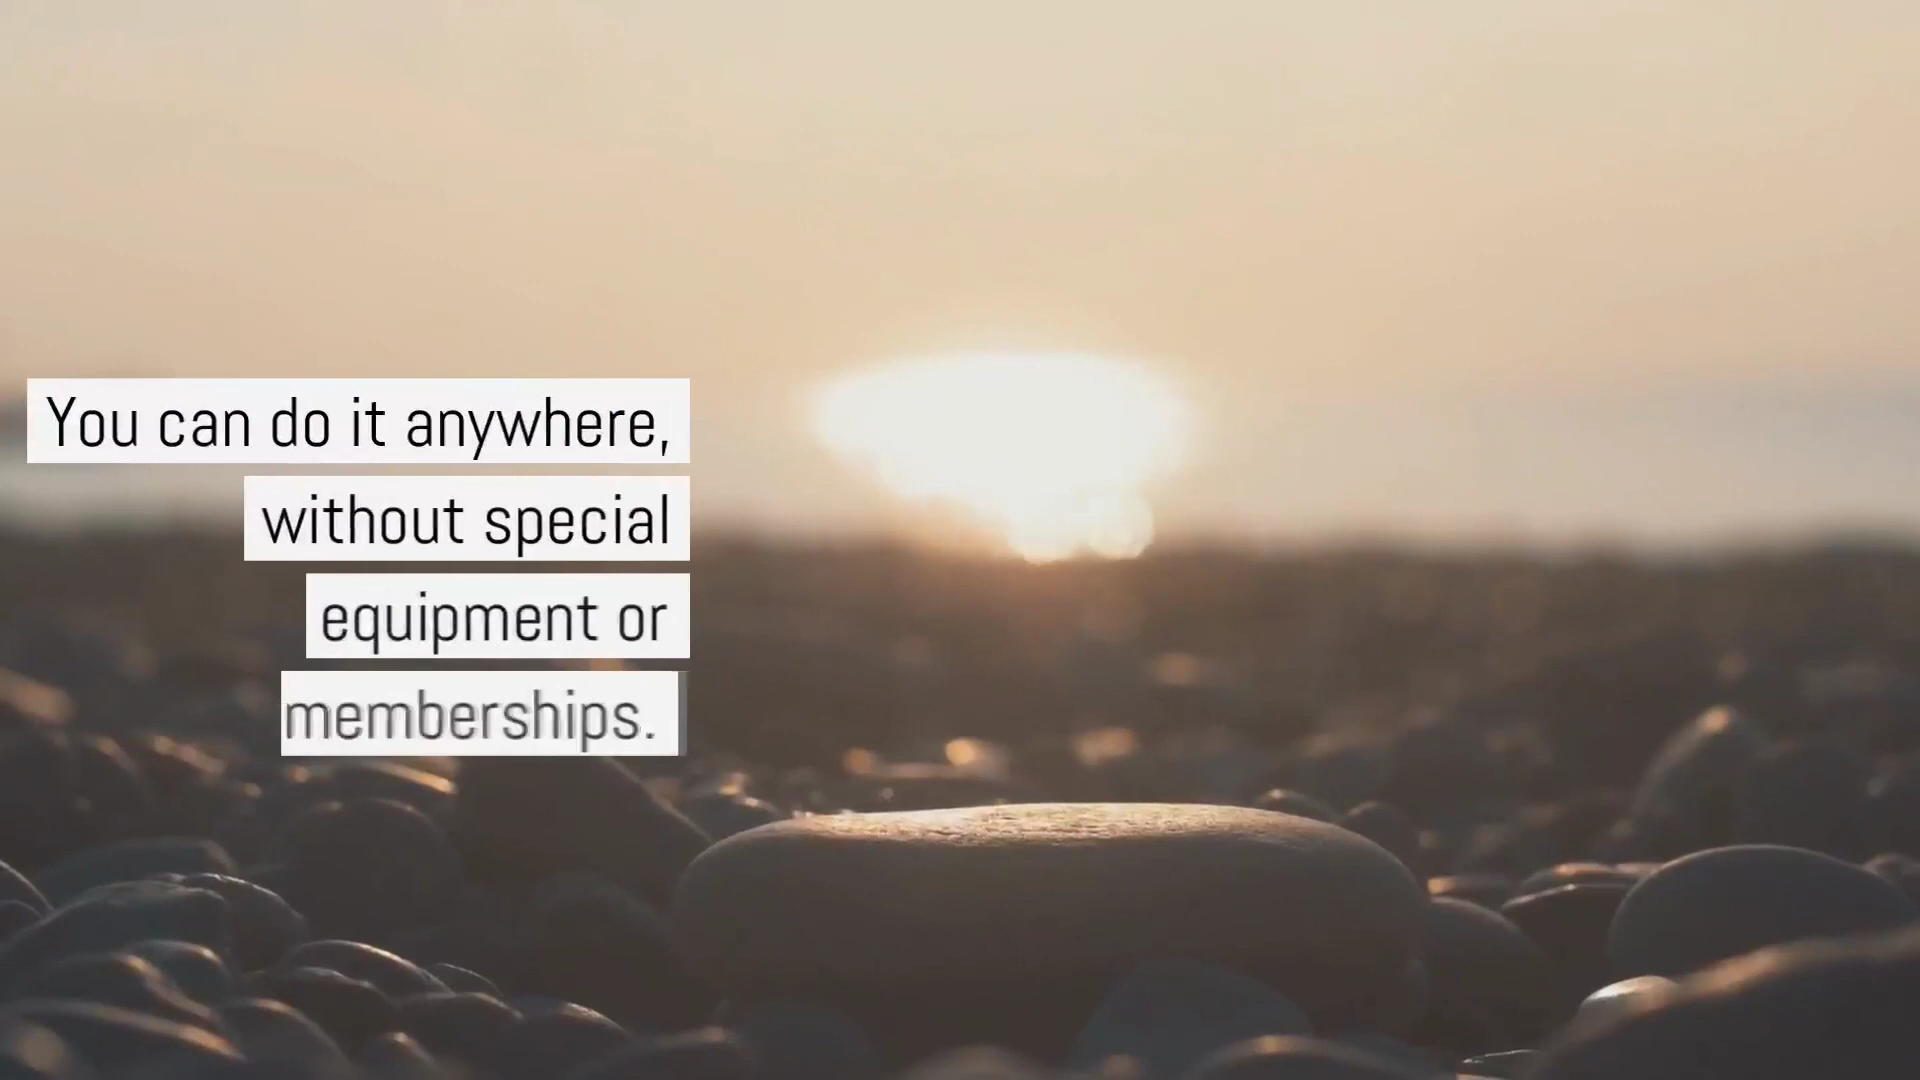 You can do it anywhere,
without special
equipment or
memberships.